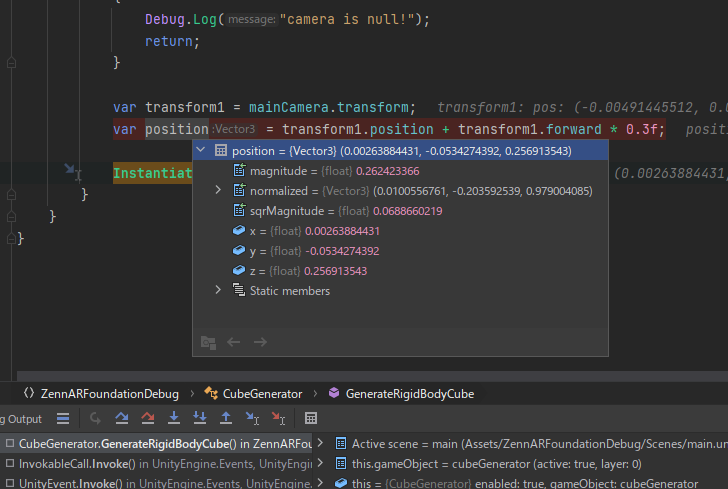 {
Debug.Log( message: "camera is null!");
return;
}
var transform1 = mainCamera.transform; transform1: pos: (-0.00491445512, 0.0
var position :Vector3 = transform1.position + transform1.forward * 0.3f; posit
position = {Vector3} (0.00263884431, -0.0534274392, 0.256913543)
magnitude = {float} 0.262423366
Instantiat
normalized = {Vector3} (0.0100556761, -0.203592539, 0.979004085)
(0.00263884431,
}
sqrMagnitude = {float} 0.0688660219
}
x = {float} 0.00263884431
}
y = {float} -0.0534274392
z = {float} 0.256913543
Static members
ZennARFoundationDebug > CubeGenerator > GenerateRigidBodyCube
g Output
CubeGenerator.GenerateRigidBodyCube() in ZennARFou
Active scene = main (Assets/ZennARFoundationDebug/Scenes/main.un
InvokableCall.Invoke() in UnityEngine.Events, UnityEngin
this.gameObject = cubeGenerator (active: true, layer: 0)
UnityEvent.Invoke() in UnityEngine.Events, UnityEngine
this = {CubeGenerator} enabled: true, gameObject: cubeGenerator